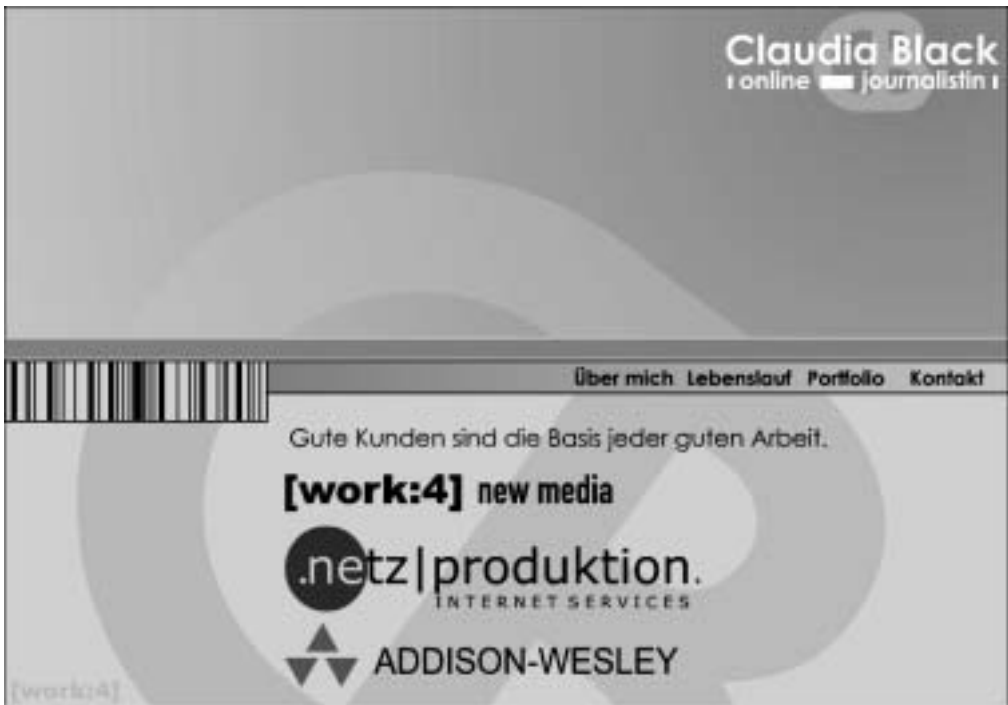 Claudia Black
online journalistin
Über mich Lebenslauf Portfolio Kontakt
Gute Kunden sind die Basis jeder guten Arbeit.
[work:4] new media
.netz|produktion.
INTERNET SERVICES
ADDISON-WESLEY
[work:4]